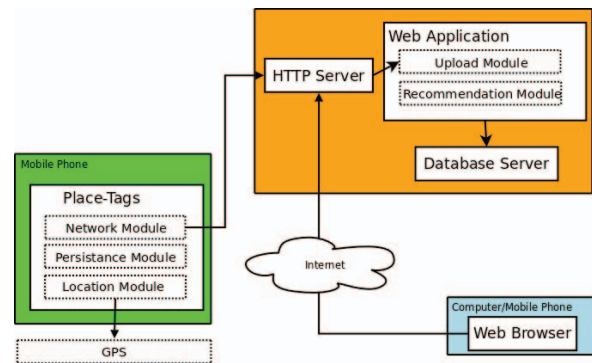 Web Application
Upload Module
HTTP Server
Recommendation Module
Database Server
Mobile Phone
Place-Tags
Network Module
Persistance Module
Location Module
GPS
Internet
Computer/Mobile Phone
Web Browser